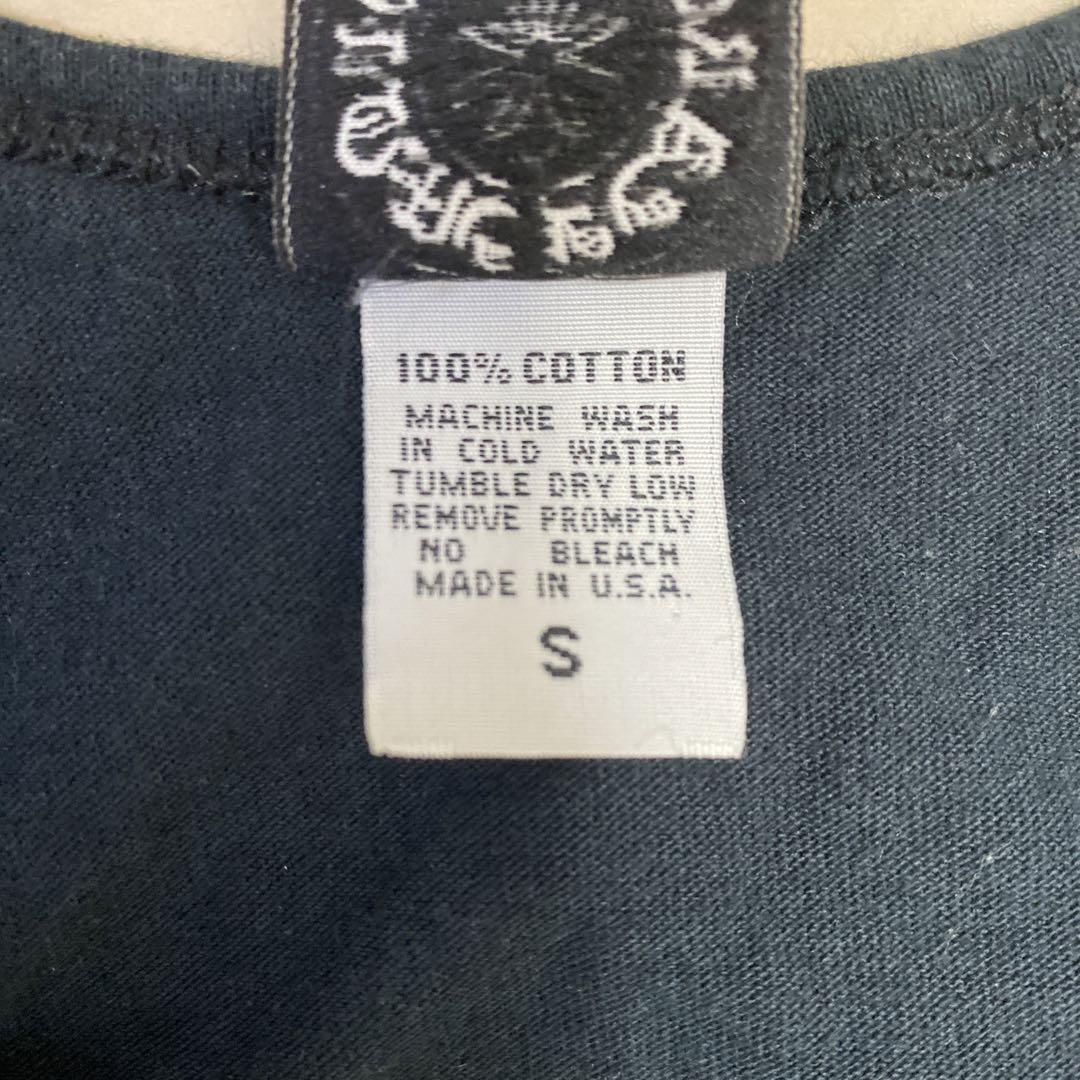 100% COTTON
MACHINE WASH
IN COLD WATER
TUMBLE DRY LOW
REMOVE PROMPTLY
NO BLEACH
MADE IN U.S.A.
S